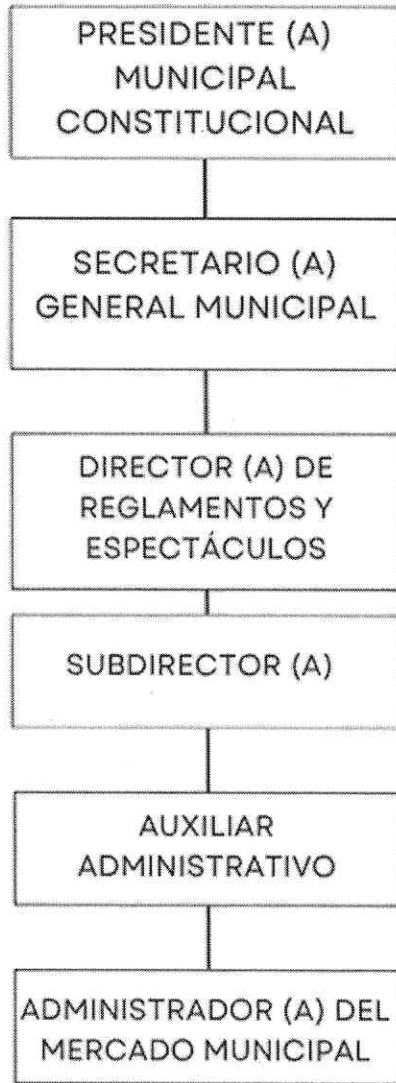 PRESIDENTE (A)
MUNICIPAL
CONSTITUCIONAL
SECRETARIO (A)
GENERAL MUNICIPAL
DIRECTOR (A) DE
REGLAMENTOS Y
ESPECTÁCULOS
SUBDIRECTOR (A)
AUXILIAR
ADMINISTRATIVO
ADMINISTRADOR (A) DEL
MERCADO MUNICIPAL